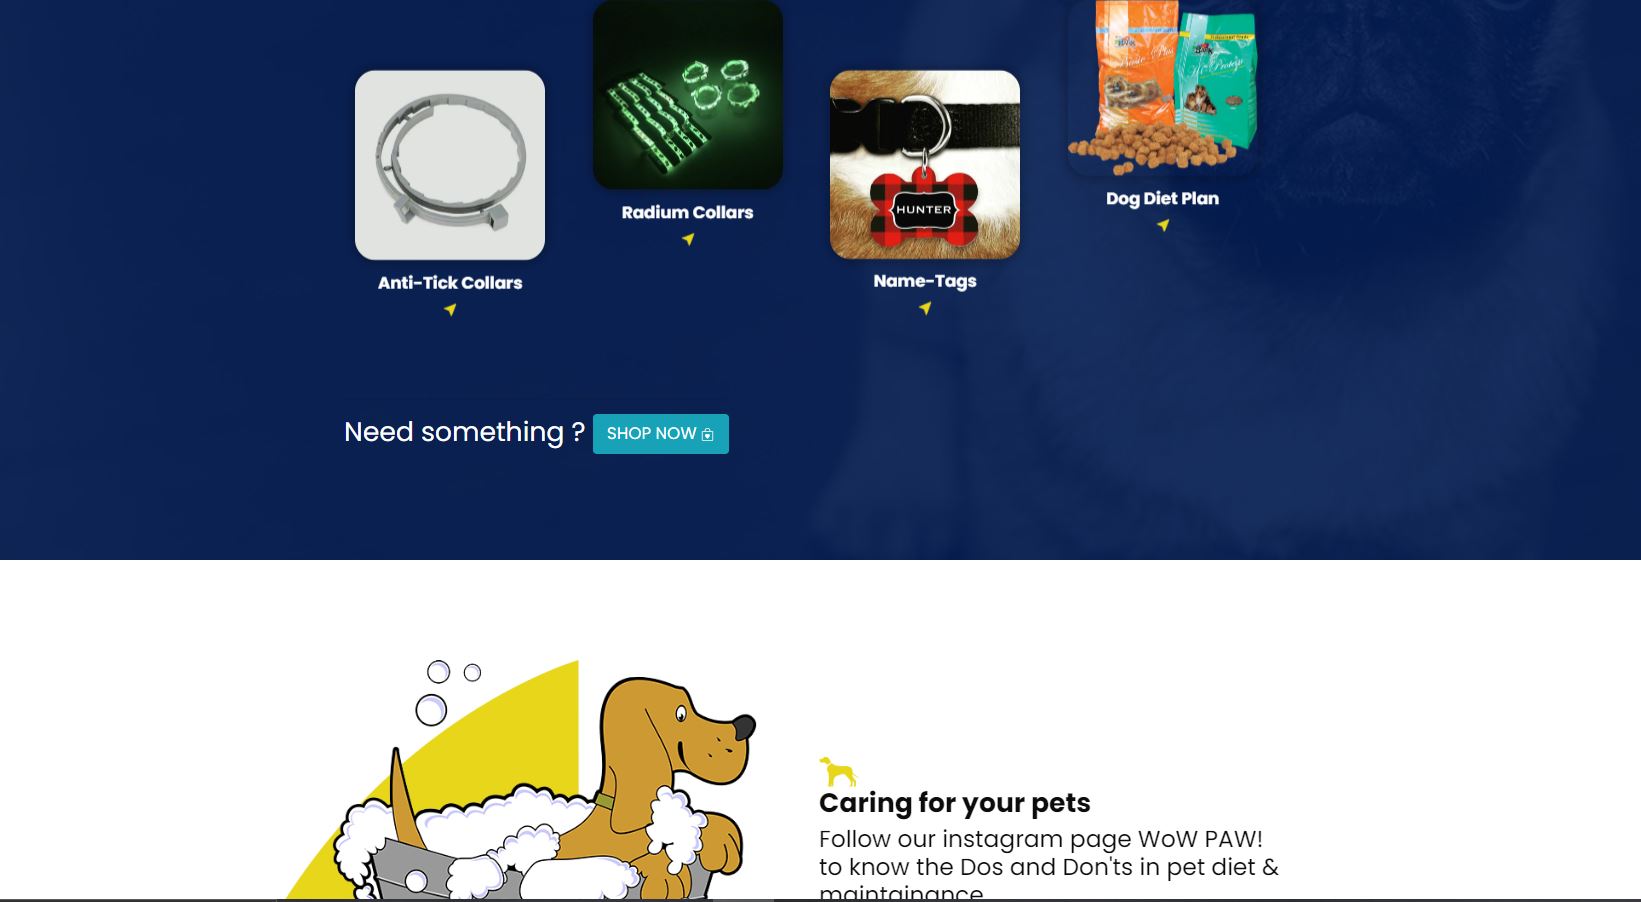 Radium Collars
Dog Diet Plan
HUNTER
Anti-Tick Collars
Name-Tags
Need something ? SHOP NOW
Caring for your pets
Follow our instagram page WoW PAW!
to know the Dos and Don'ts in pet diet &
maintainance